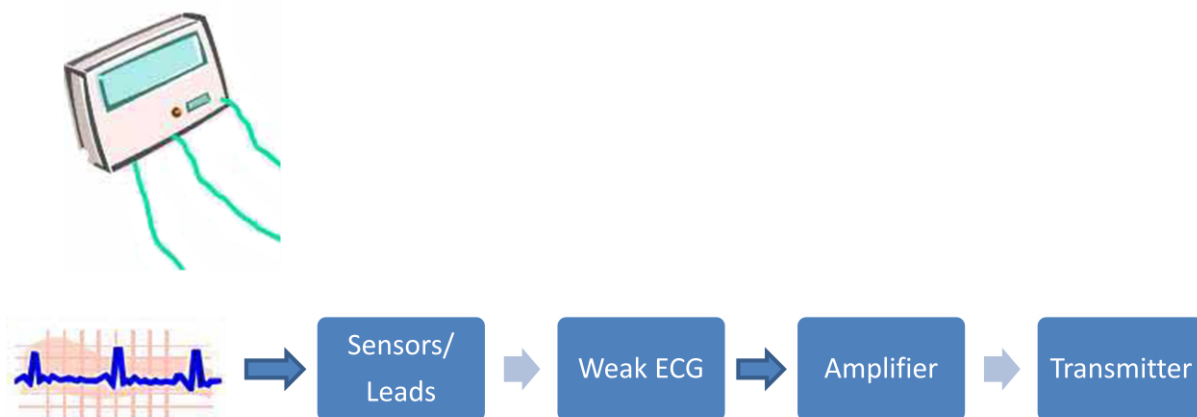 Sensors/
Leads
Weak ECG
Amplifier
Transmitter